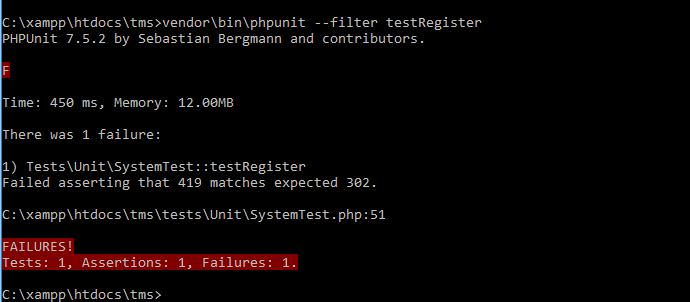 C:\xampp\htdocs\tms>vendor\bin\phpunit --filter testRegister
PHPUnit 7.5.2 by Sebastian Bergmann and contributors.
F
Time: 450 ms, Memory: 12.00MB
There was 1 failure:
1) Tests\Unit\SystemTest::testRegister
Failed asserting that 419 matches expected 302.
C:\xampp\htdocs\tms\tests\Unit\SystemTest.php:51
FAILURES!
Tests: 1, Assertions: 1, Failures: 1.
C:\xampp\htdocs\tms>